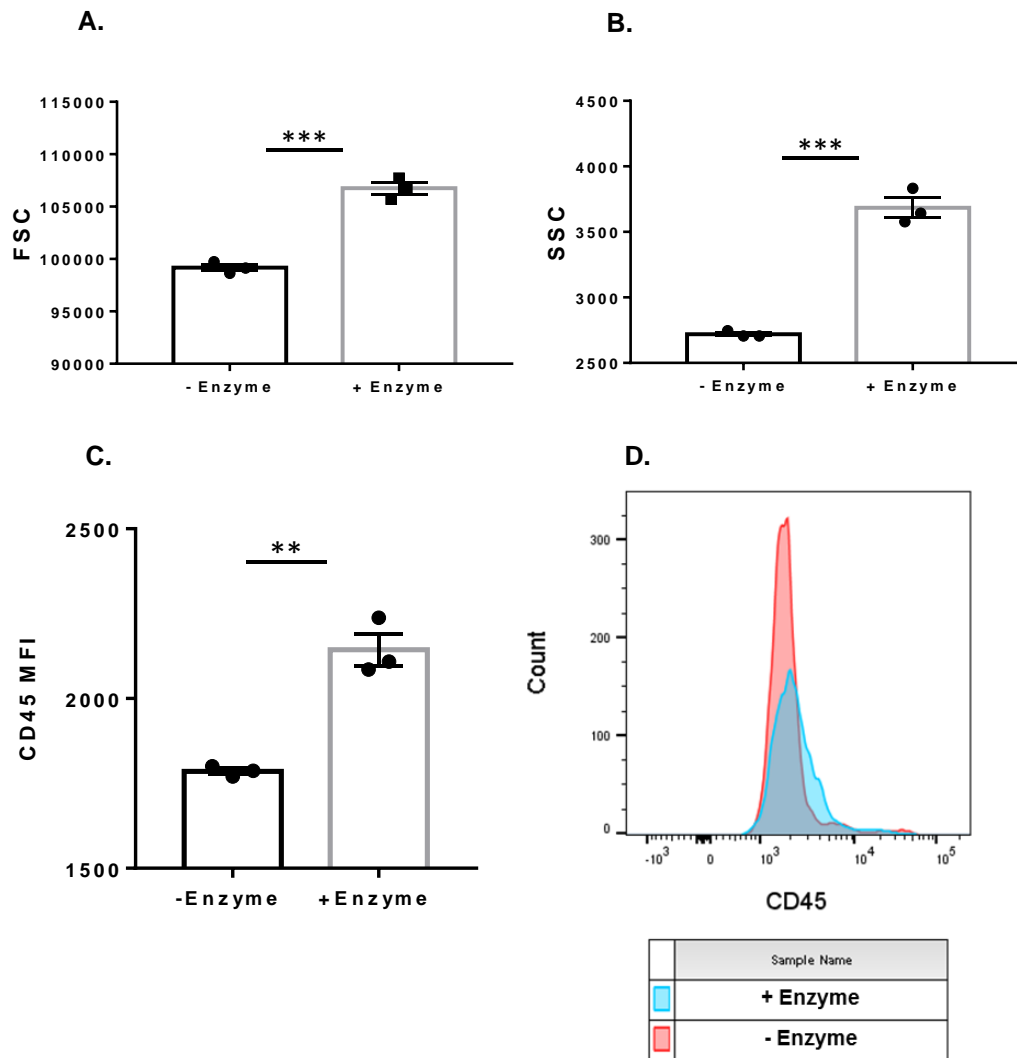 A.
115000
110000
105000
100000
95000
90000
FSC
***
- Enzyme
+ Enzyme
B.
4500
4000
3500
3000
2500
SSC
***
- Enzyme
+ Enzyme
C.
2500
2000
1500
CD45 MFI
**
-Enzyme
+Enzyme
D.
300
200
100
0
Count
-10³
0
10³
10⁴
10⁵
CD45
Sample Name
+ Enzyme
- Enzyme